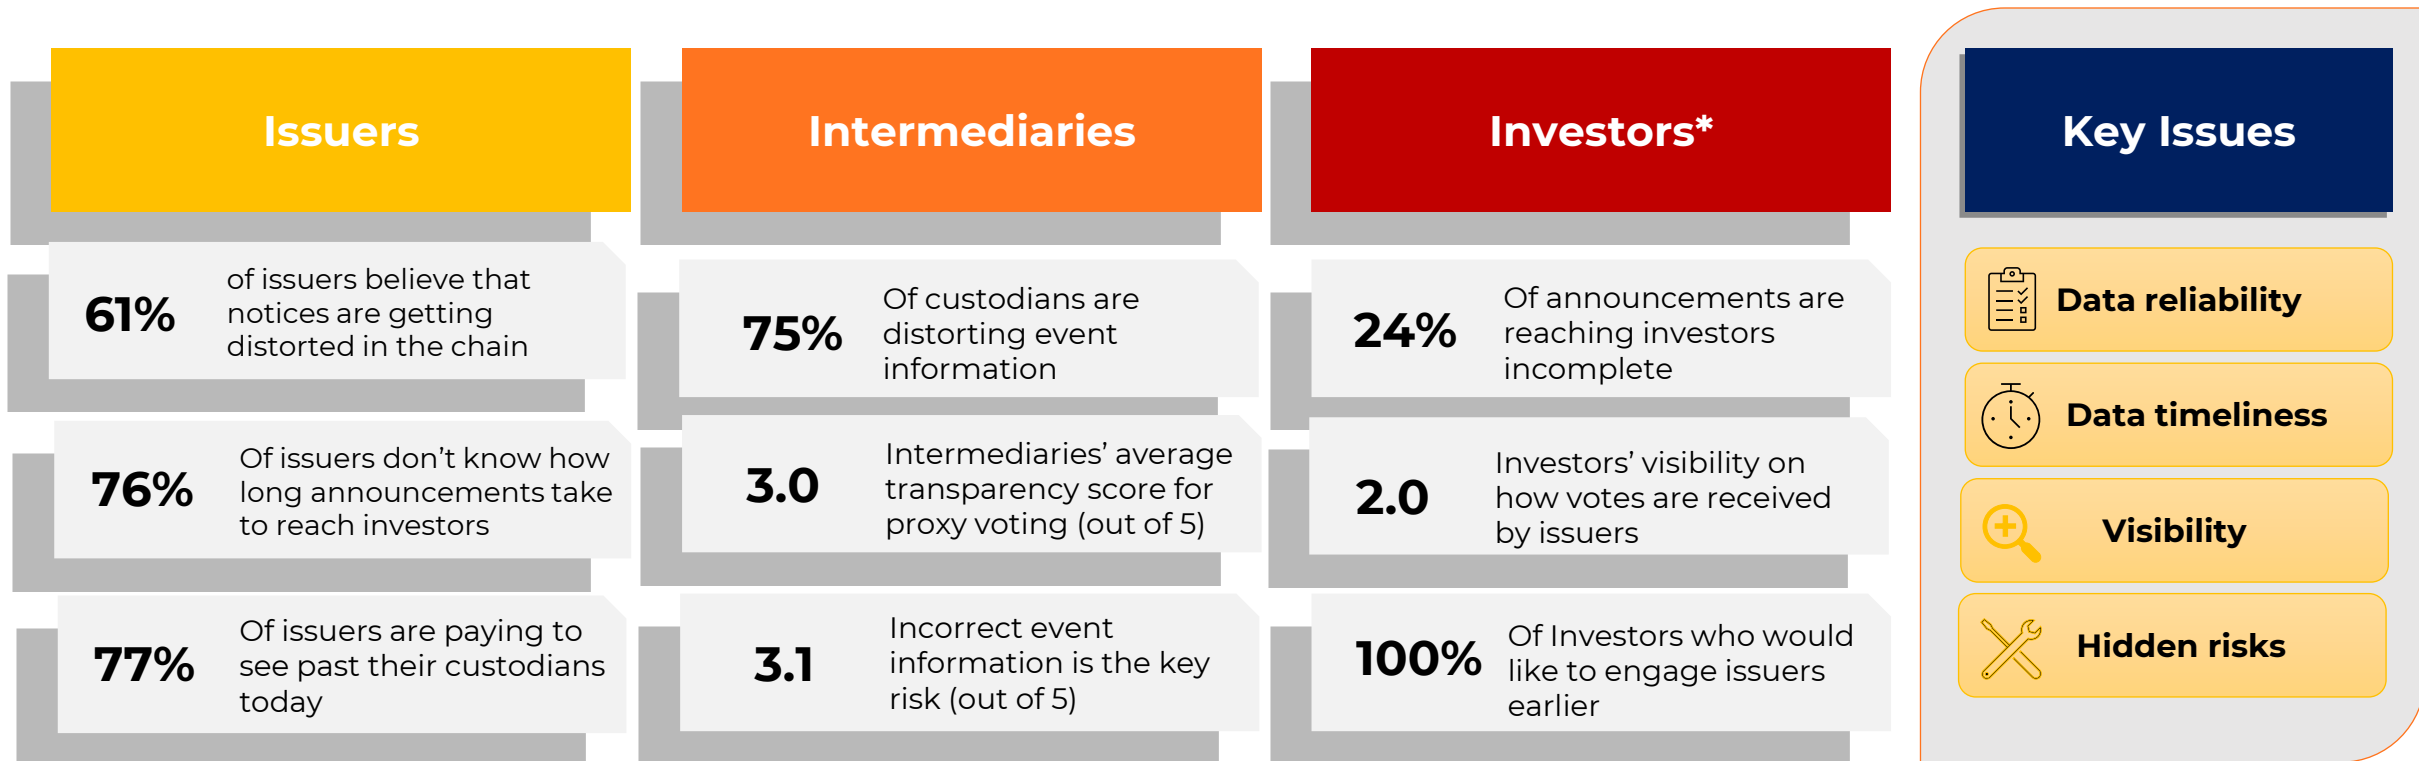 Issuers
61%
of issuers believe that
notices are getting
distorted in the chain
76%
Of issuers don’t know how
long announcements take
to reach investors
77%
Of issuers are paying to
see past their custodians
today
Intermediaries
75%
Of custodians are
distorting event
information
3.0
Intermediaries’ average
transparency score for
proxy voting (out of 5)
3.1
Incorrect event
information is the key
risk (out of 5)
Investors*
24%
Of announcements are
reaching investors
incomplete
2.0
Investors’ visibility on
how votes are received
by issuers
100%
Of Investors who would
like to engage issuers
earlier
Key Issues
Data reliability
Data timeliness
Visibility
Hidden risks